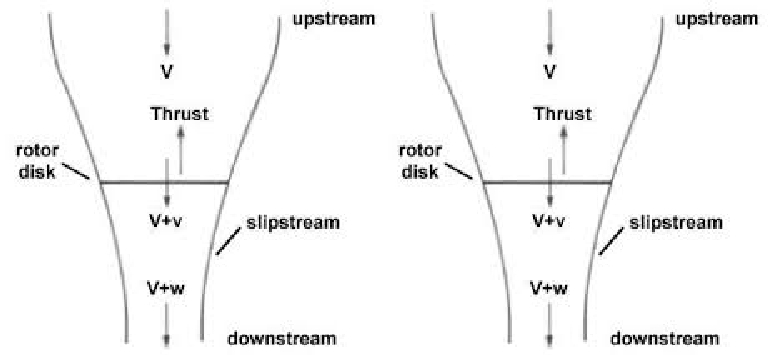 upstream
V
Thrust
rotor
disk
V+v
slipstream
V+w
downstream
upstream
V
Thrust
rotor
disk
V+v
slipstream
V+w
downstream